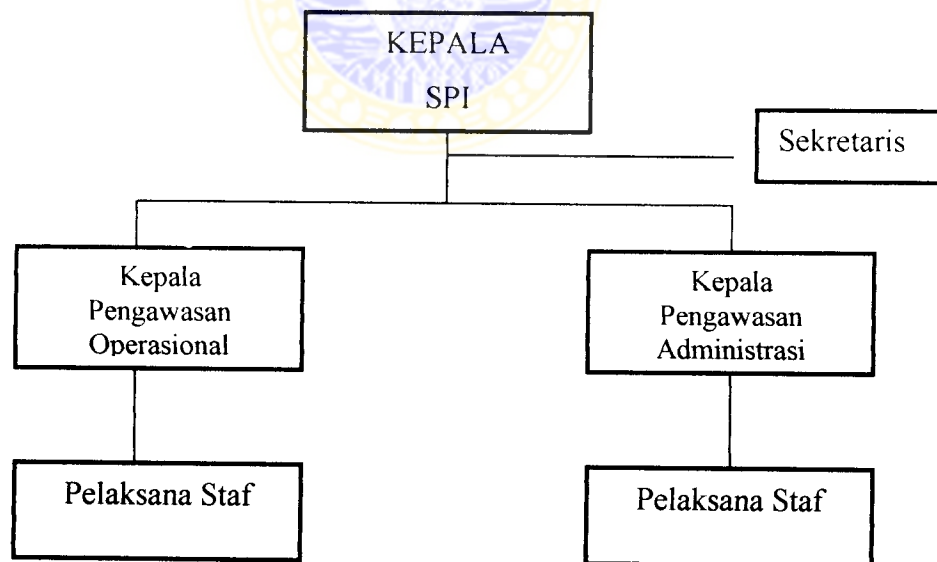 KEPALA
SPI
Sekretaris
Kepala
Pengawasan
Operasional
Kepala
Pengawasan
Administrasi
Pelaksana Staf
Pelaksana Staf